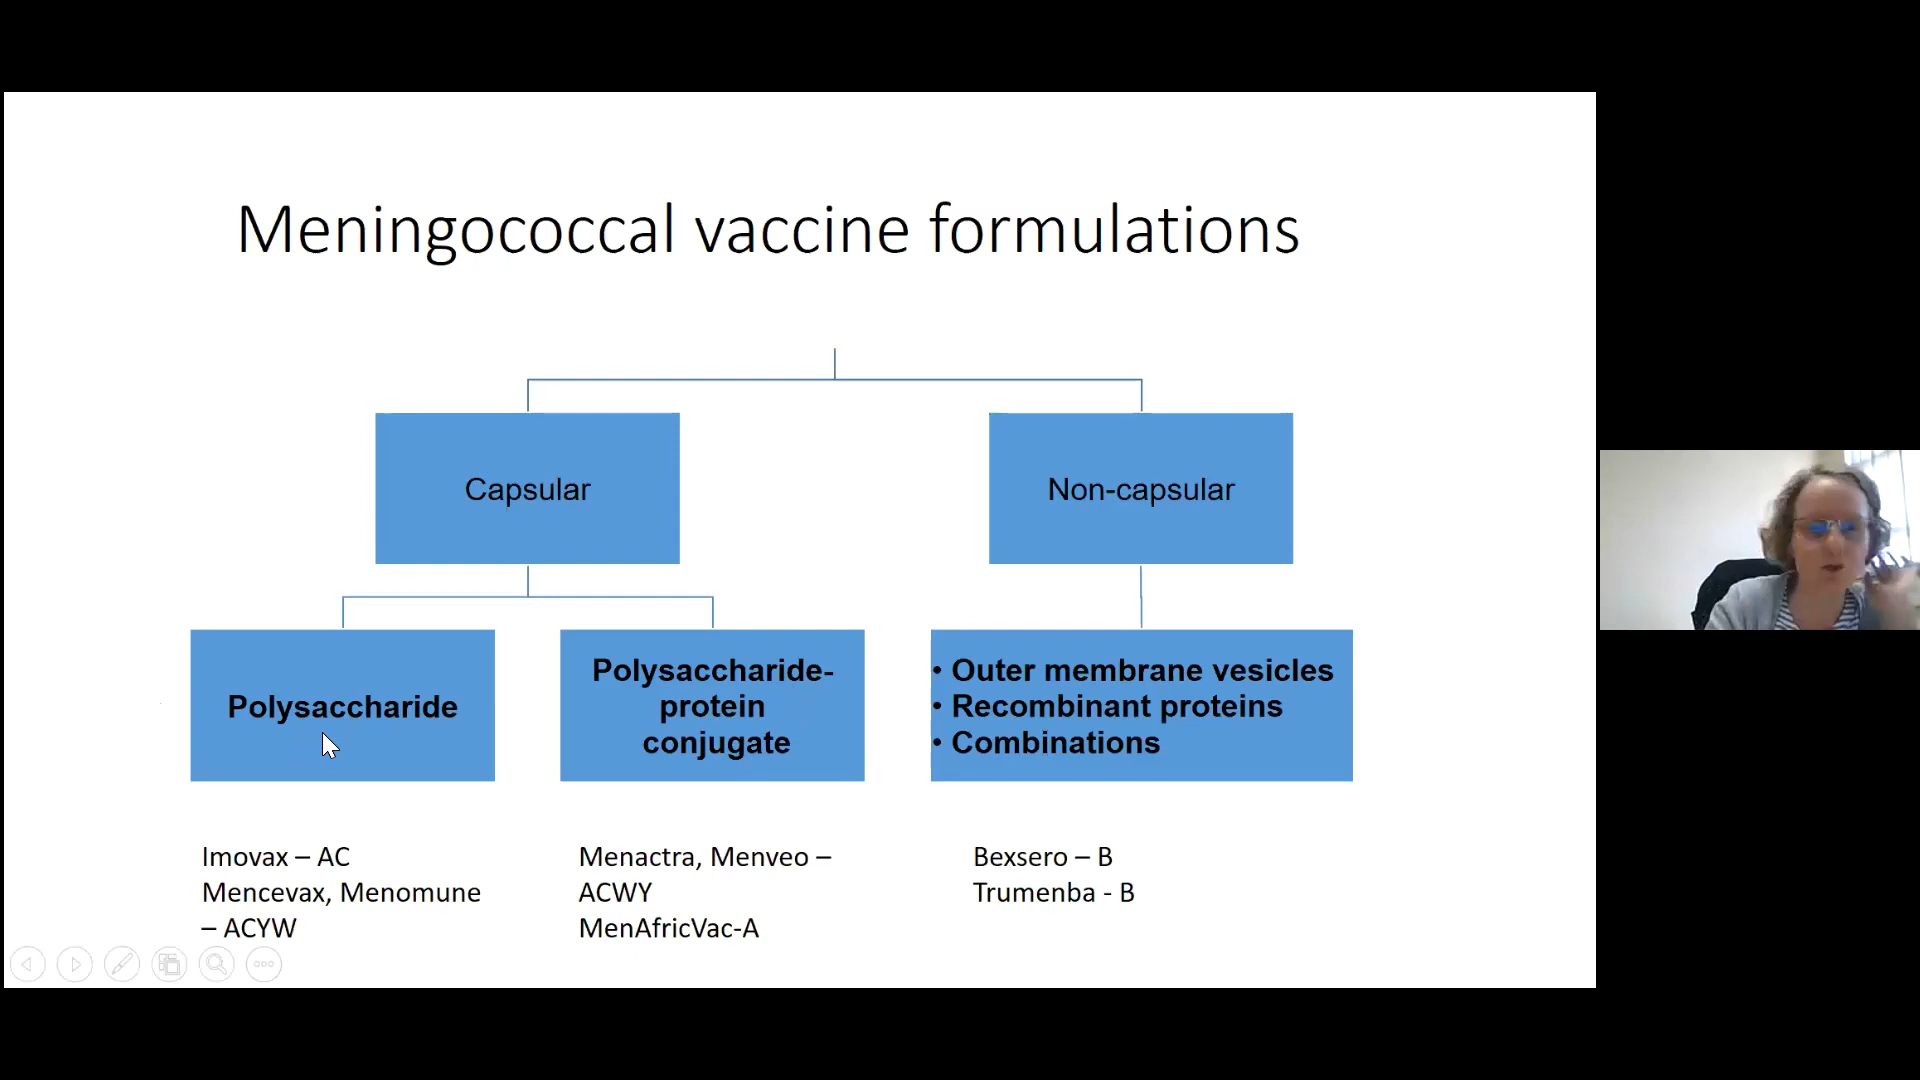 Meningococcal vaccine formulations
Capsular
Non-capsular
Polysaccharide
Polysaccharide-
protein
conjugate
• Outer membrane vesicles
• Recombinant proteins
• Combinations
Imovax – AC
Mencevax, Menomune
– ACYW
Menactra, Menveo –
ACWY
MenAfricVac-A
Bexsero – B
Trumenba - B